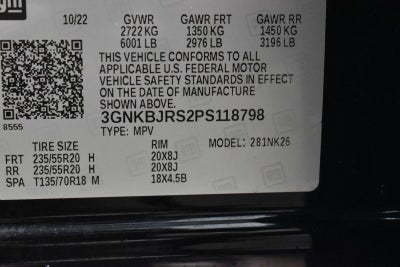 gm
10/22 GVWR GAWR FRT GAWR RR
2722 KG 1350 KG 1450 KG
6001 LB 2976 LB 3196 LB
THIS VEHICLE CONFORMS TO ALL
APPLICABLE U.S. FEDERAL MOTOR
VEHICLE SAFETY STANDARDS IN EFFECT
ON THE DATE OF MANUFACTURE
SHOWN ABOVE.
8555
3GNKBJRS2PS118798
TYPE: MPV
TIRE SIZE RIM MODEL: 281NK26
FRT 235/55R20 H 20X8J
RR 235/55R20 H 20X8J
SPA T135/70R18 M 18X4.5B